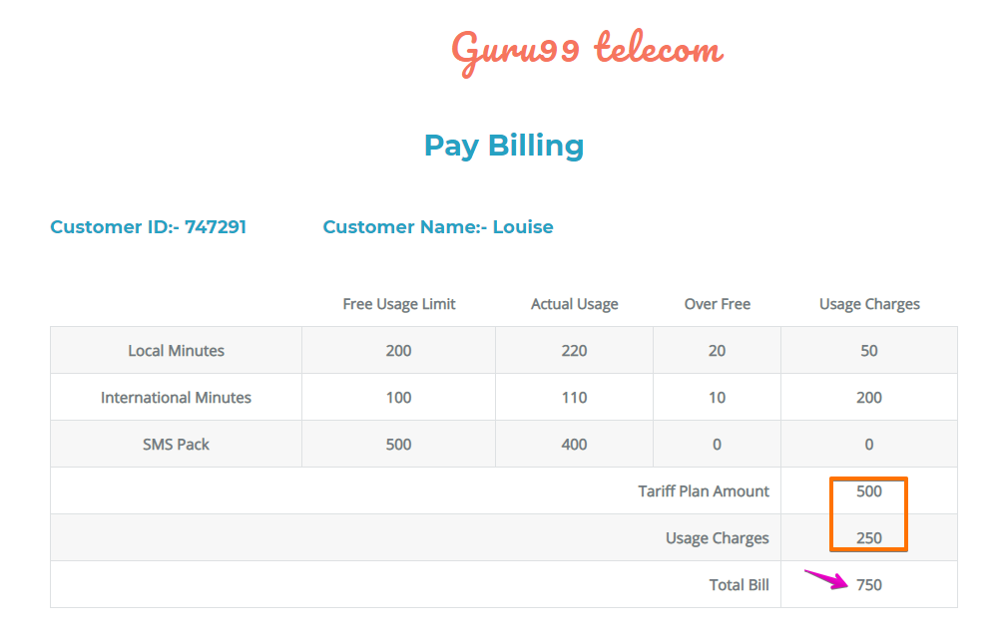 Guru99 telecom
Pay Billing
Customer ID:- 747291 Customer Name:- Louise
Free Usage Limit Actual Usage Over Free Usage Charges
Local Minutes 200 220 20 50
International Minutes 100 110 10 200
SMS Pack 500 400 0 0
Tariff Plan Amount 500
Usage Charges 250
Total Bill 750